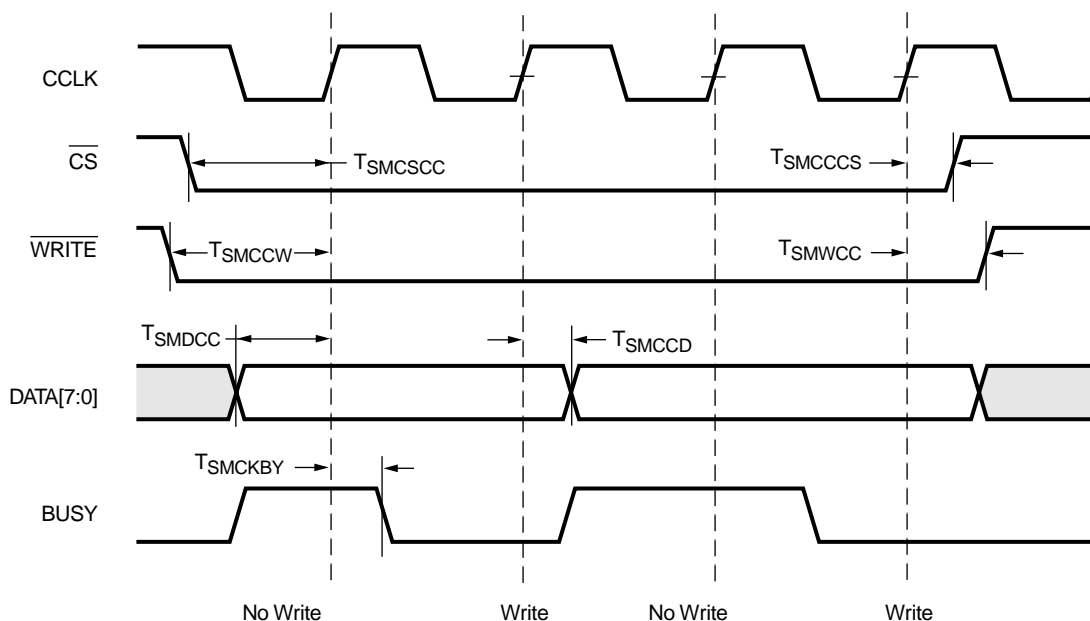 CCLK
CS
T_SMCSCC
T_SMCCCS
WRITE
T_SMCCW
T_SMWCC
T_SMDCC
T_SMCCD
DATA[7:0]
T_SMCKBY
BUSY
No Write Write No Write Write